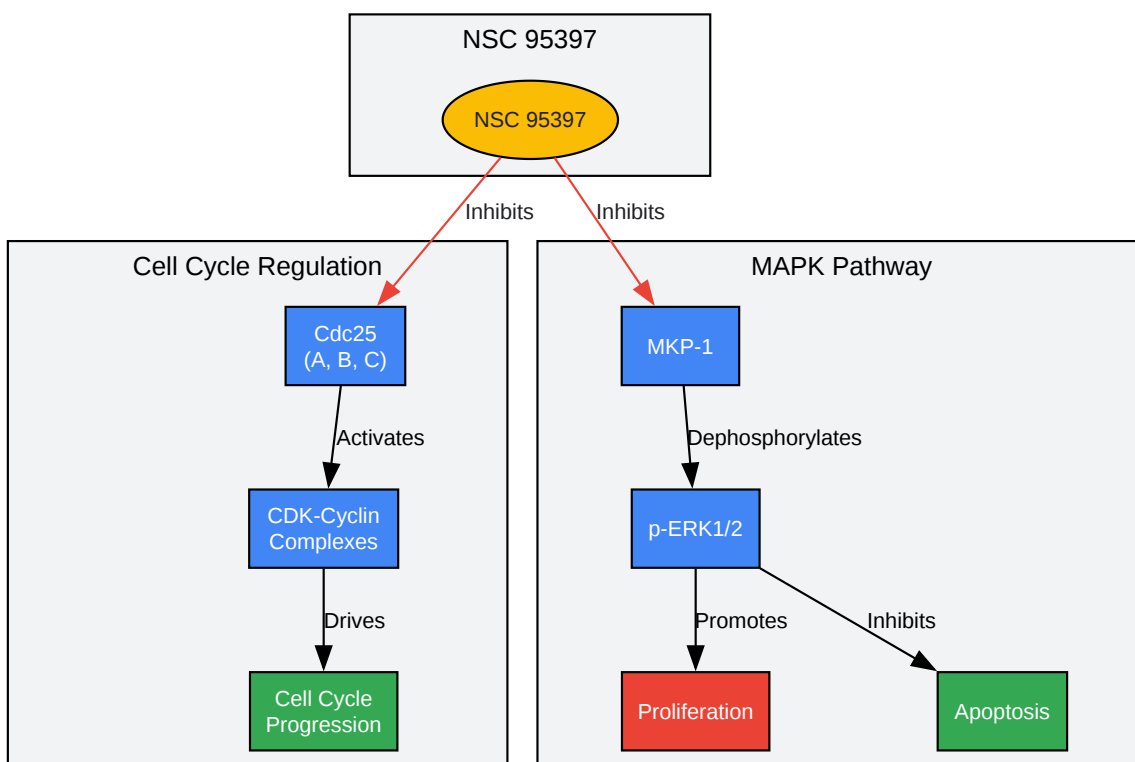 NSC 95397
NSC 95397
Inhibits
Inhibits
Cell Cycle Regulation
MAPK Pathway
Cdc25
(A, B, C)
MKP-1
Activates
Dephosphorylates
CDK-Cyclin
Complexes
p-ERK1/2
Drives
Promotes
Inhibits
Cell Cycle
Progression
Proliferation
Apoptosis